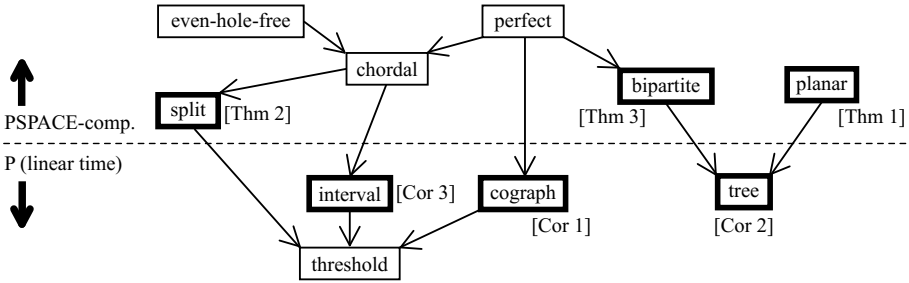 even-hole-free
perfect
chordal
split
[Thm 2]
bipartite
[Thm 3]
planar
[Thm 1]
PSPACE-comp.
P (linear time)
interval
[Cor 3]
cograph
[Cor 1]
tree
[Cor 2]
threshold